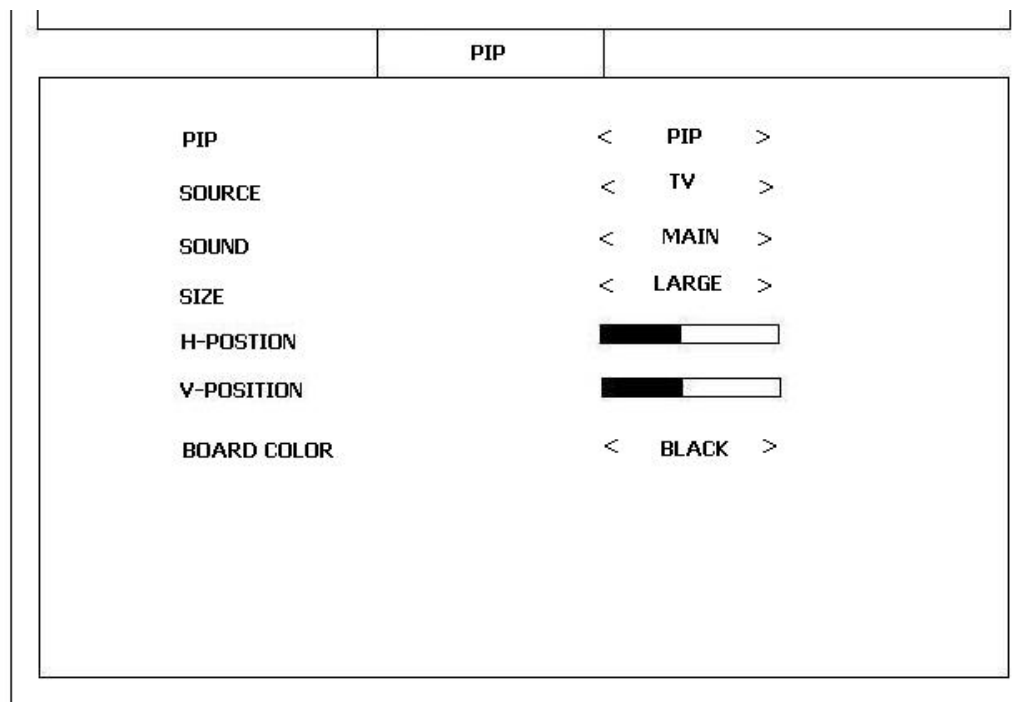 PIP
PIP < PIP >
SOURCE < TV >
SOUND < MAIN >
SIZE < LARGE >
H-POSTION
V-POSITION
BOARD COLOR < BLACK >